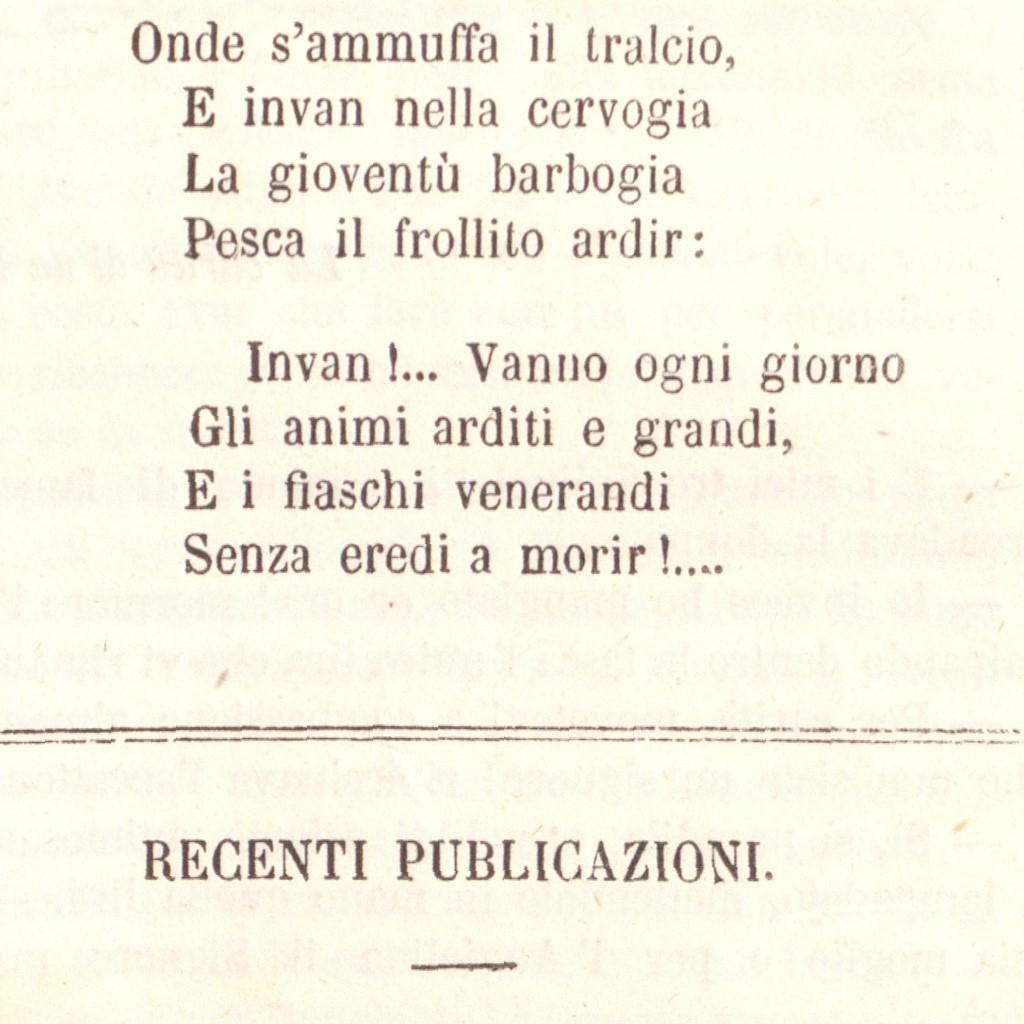 Onde s'ammuffa il tralcio,
E invan nella cervogia
La gioventù barbogia
Pesca il frollito ardir:
Invan!... Vanno ogni giorno
Gli animi arditi e grandi,
E i fiaschi venerandi
Senza eredi a morir!....
RECENTI PUBLICAZIONI.